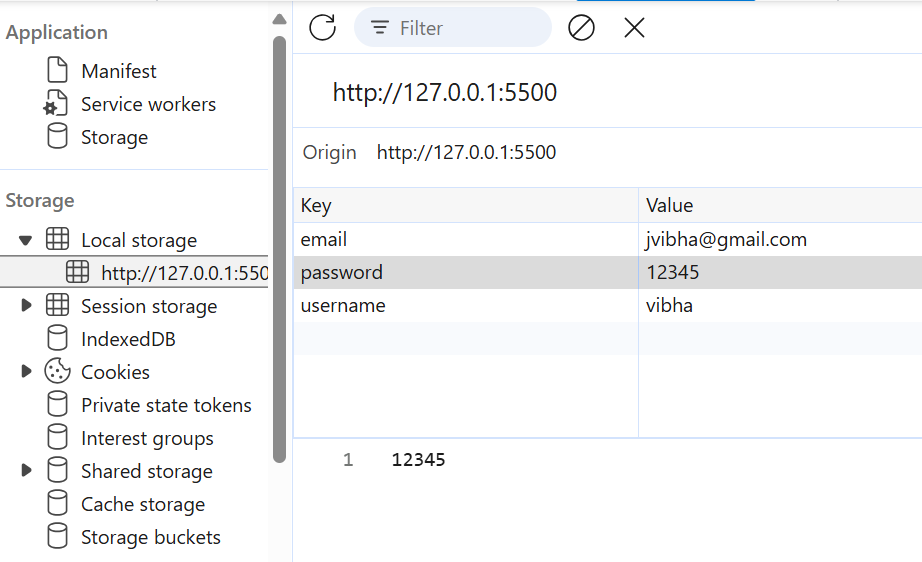 Application
Manifest
Service workers
Storage
Storage
Local storage
http://127.0.0.1:550
Session storage
IndexedDB
Cookies
Private state tokens
Interest groups
Shared storage
Cache storage
Storage buckets
Filter
http://127.0.0.1:5500
Origin http://127.0.0.1:5500
Key Value
email jvibha@gmail.com
password 12345
username vibha
1 12345